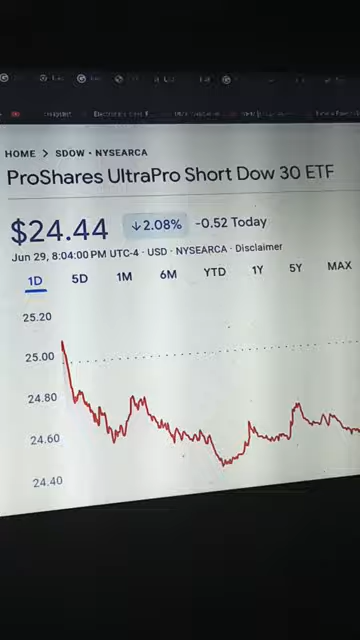 HOME > SDOW • NYSEARCA
ProShares UltraPro Short Dow 30 ETF
$24.44 ↓2.08% -0.52 Today
Jun 29, 8:04:00 PM UTC-4 · USD · NYSEARCA · Disclaimer
1D 5D 1M 6M YTD 1Y 5Y MAX
25.20
25.00
24.80
24.60
24.40